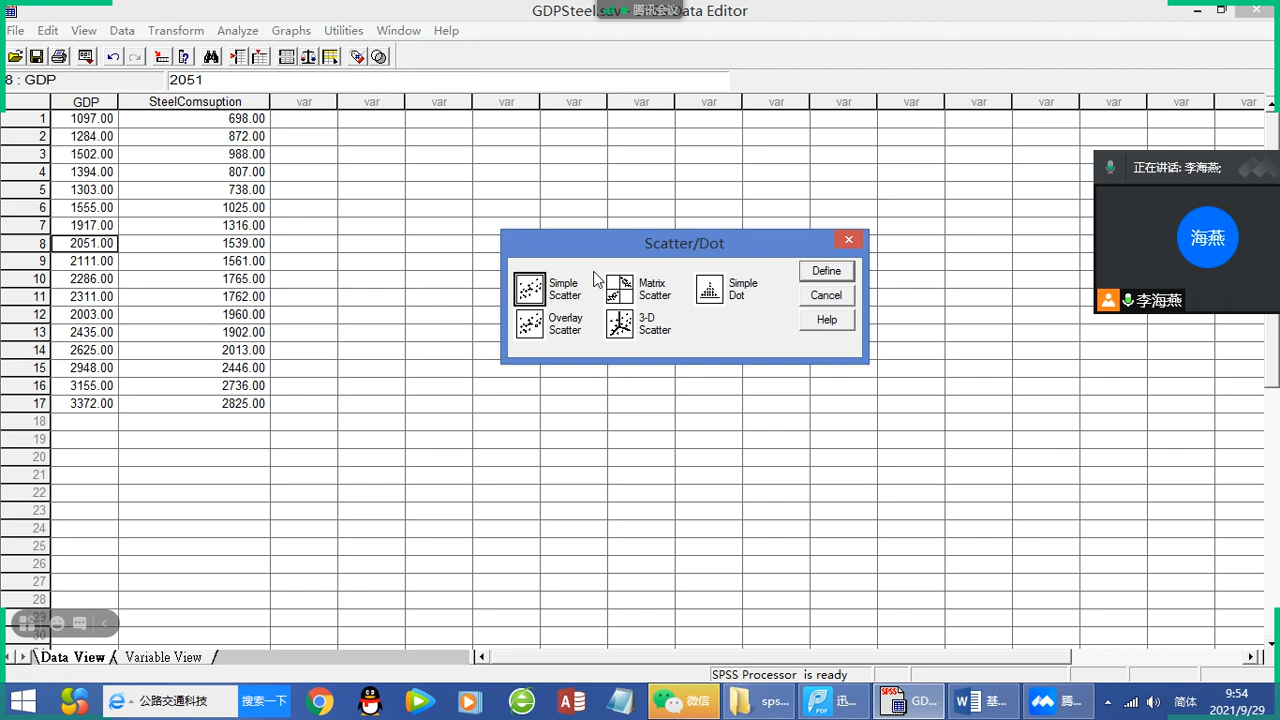 GDPSteel.sav
Data Editor
腾讯会议
File Edit View Data Transform Analyze Graphs Utilities Window Help
8 : GDP 2051
GDP SteelComsuption var var var var var var var var var var var var var var var
1 1097.00 698.00
2 1284.00 872.00
3 1502.00 988.00
4 1394.00 807.00
5 1303.00 738.00
6 1555.00 1025.00
7 1917.00 1316.00
8 2051.00 1539.00
9 2111.00 1561.00
10 2286.00 1765.00
11 2311.00 1762.00
12 2003.00 1960.00
13 2435.00 1902.00
14 2625.00 2013.00
15 2948.00 2446.00
16 3155.00 2736.00
17 3372.00 2825.00
18
19
20
21
22
23
24
25
26
27
28
29
30
Scatter/Dot
Simple Scatter
Matrix Scatter
Simple Dot
Overlay Scatter
3-D Scatter
Define
Cancel
Help
正在讲话: 李海燕;
海燕
李海燕
Data View Variable View
SPSS Processor is ready
公路交通科技 搜索一下 微信 sps... 迅... GD... 基... 腾... 简体
9:54
2021/9/29